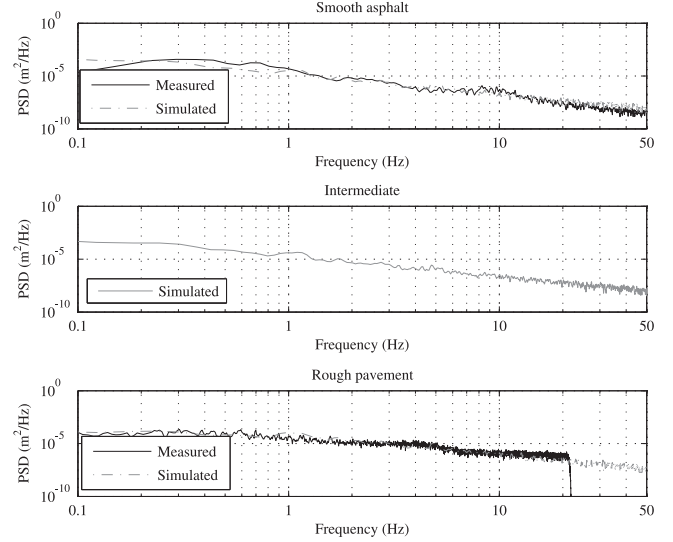 Smooth asphalt
10^0
10^-5
10^-10
PSD (m^2/Hz)
Measured
Simulated
0.1 1 10 50
Frequency (Hz)
Intermediate
10^0
10^-5
10^-10
PSD (m^2/Hz)
Simulated
0.1 1 10 50
Frequency (Hz)
Rough pavement
10^0
10^-5
10^-10
PSD (m^2/Hz)
Measured
Simulated
0.1 1 10 50
Frequency (Hz)